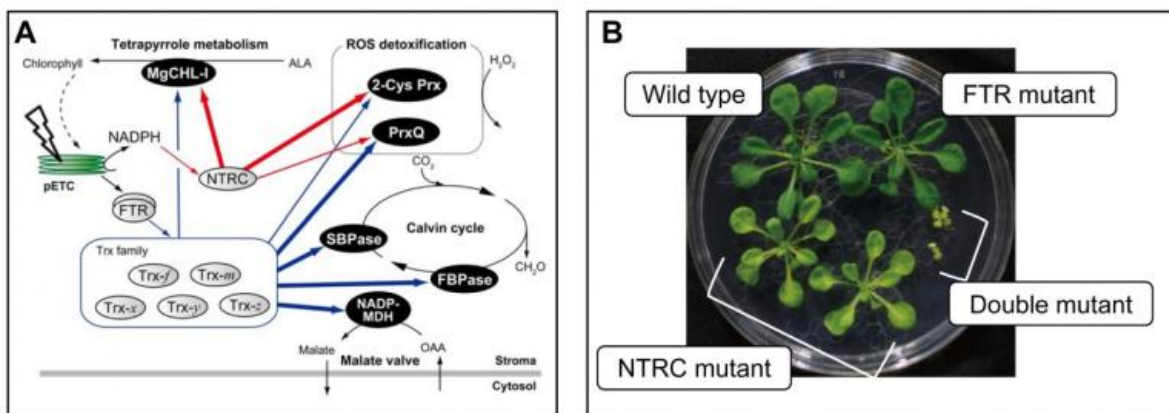 A
Tetrapyrrole metabolism
Chlorophyll
MgCHL-I
ALA
ROS detoxification
H₂O₂
2-Cys Prx
PrxQ
NADPH
pETC
NTRC
FTR
CO₂
Calvin cycle
SBPase
FBPase
CH₂O
Trx family
Trx-f
Trx-m
Trx-x
Trx-y
Trx-z
NADP-
MDH
Malate
OAA
Malate valve
Stroma
Cytosol
B
Wild type
FTR mutant
Double mutant
NTRC mutant